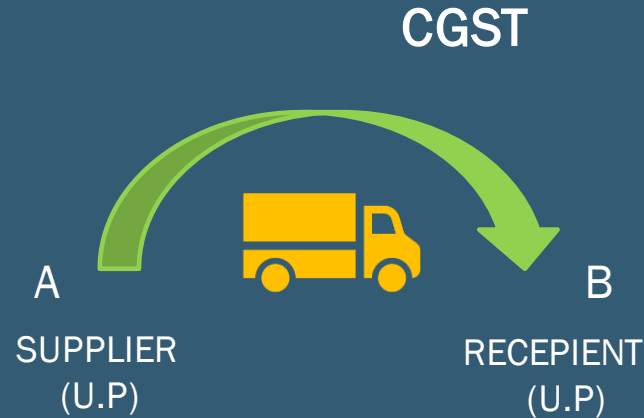 CGST
A
B
SUPPLIER
(U.P)
RECEPIENT
(U.P)